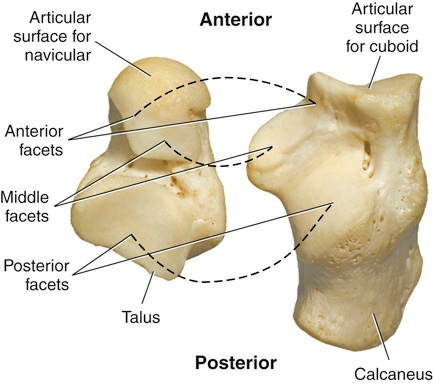 Articular
surface for
navicular
Anterior
Articular
surface
for cuboid
Anterior
facets
Middle
facets
Posterior
facets
Talus
Posterior
Calcaneus